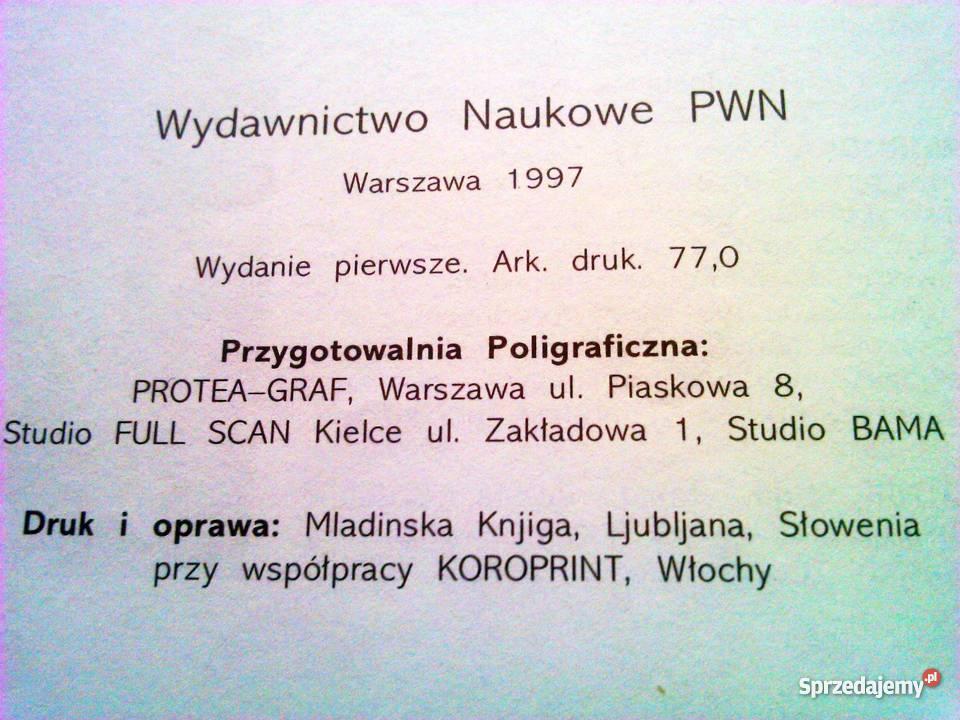 Wydawnictwo Naukowe PWN
Warszawa 1997
Wydanie pierwsze. Ark. druk. 77,0
Przygotowalnia Poligraficzna:
PROTEA–GRAF, Warszawa ul. Piaskowa 8,
Studio FULL SCAN Kielce ul. Zakładowa 1, Studio BAMA
Druk i oprawa: Mladinska Knjiga, Ljubljana, Słowenia
przy współpracy KOROPRINT, Włochy
Sprzedajemy.pl